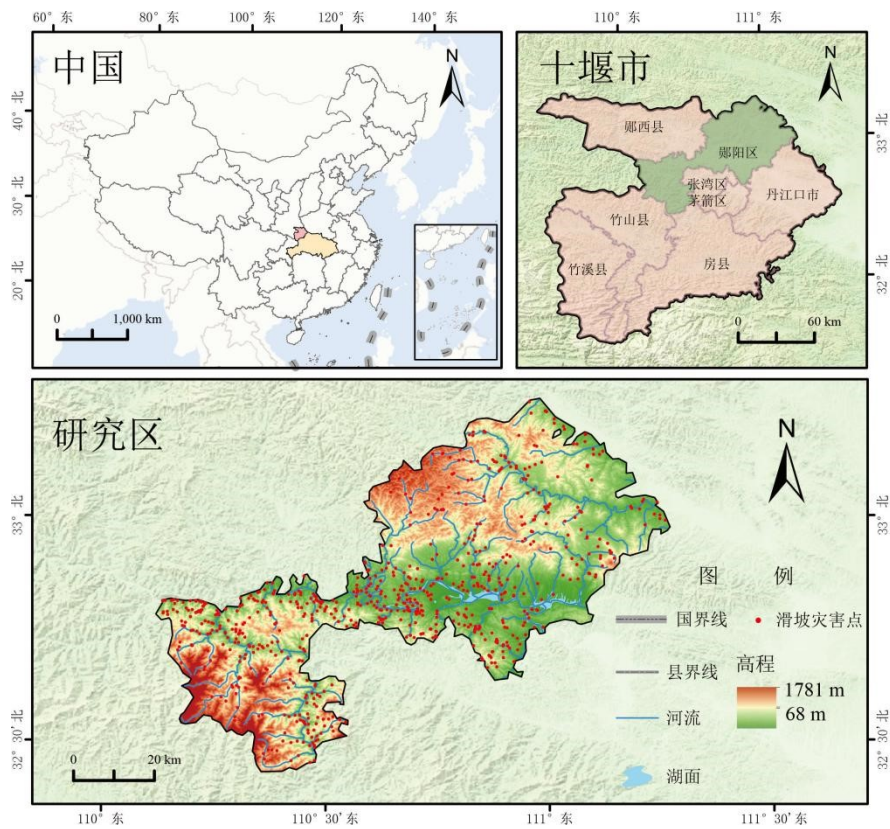 60° 东
80° 东
100° 东
120° 东
140° 东
中国
N
40° 北
30° 北
20° 北
0
1,000 km
110° 东
111° 东
十堰市
N
33° 北
32° 北
郧西县
郧阳区
张湾区
茅箭区
丹江口市
竹山县
竹溪县
房县
0
60 km
研究区
N
33° 北
32° 30′ 北
33° 北
32° 30′ 北
图 例
国界线
滑坡灾害点
县界线
高程
1781 m
68 m
河流
湖面
0
20 km
110° 东
110° 30′ 东
111° 东
111° 30′ 东